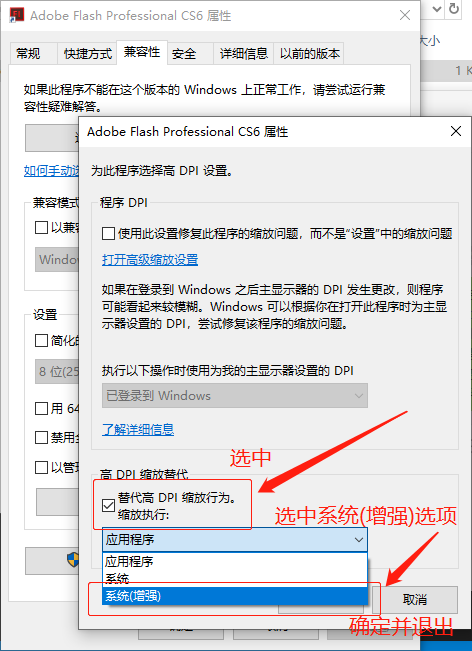 Adobe Flash Professional CS6 属性
大小
常规
快捷方式
兼容性
安全
详细信息
以前的版本
1 K
如果此程序不能在这个版本的 Windows 上正常工作，请尝试运行兼
容性疑难解答。
Adobe Flash Professional CS6 属性
如何手动选
为此程序选择高 DPI 设置。
兼容模式
程序 DPI
以兼容
使用此设置修复此程序的缩放问题，而不是“设置”中的缩放问题
Windo
打开高级缩放设置
如果在登录到 Windows 之后主显示器的 DPI 发生更改，则程序
可能看起来较模糊。Windows 可以根据你在打开此程序时为主显
示器设置的 DPI，尝试修复该程序的缩放问题。
设置
简化的
8 位(25
执行以下操作时使用为我的主显示器设置的 DPI
已登录到 Windows
用 64
了解详细信息
禁用全
以管理
选中
高 DPI 缩放替代
替代高 DPI 缩放行为。
缩放执行:
选中系统(增强)选项
应用程序
应用程序
系统
系统(增强)
取消
确定并退出